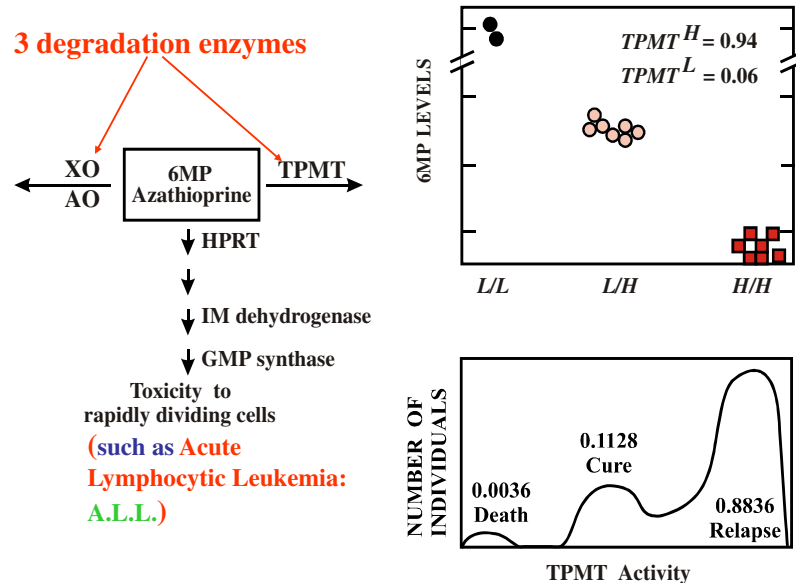 3 degradation enzymes
XO
AO
6MP
Azathioprine
TPMT
HPRT
IM dehydrogenase
GMP synthase
Toxicity to
rapidly dividing cells
(such as Acute
Lymphocytic Leukemia:
A.L.L.)
6MP LEVELS
TPMT H = 0.94
TPMT L = 0.06
L/L L/H H/H
NUMBER OF
INDIVIDUALS
0.0036
Death
0.1128
Cure
0.8836
Relapse
TPMT Activity